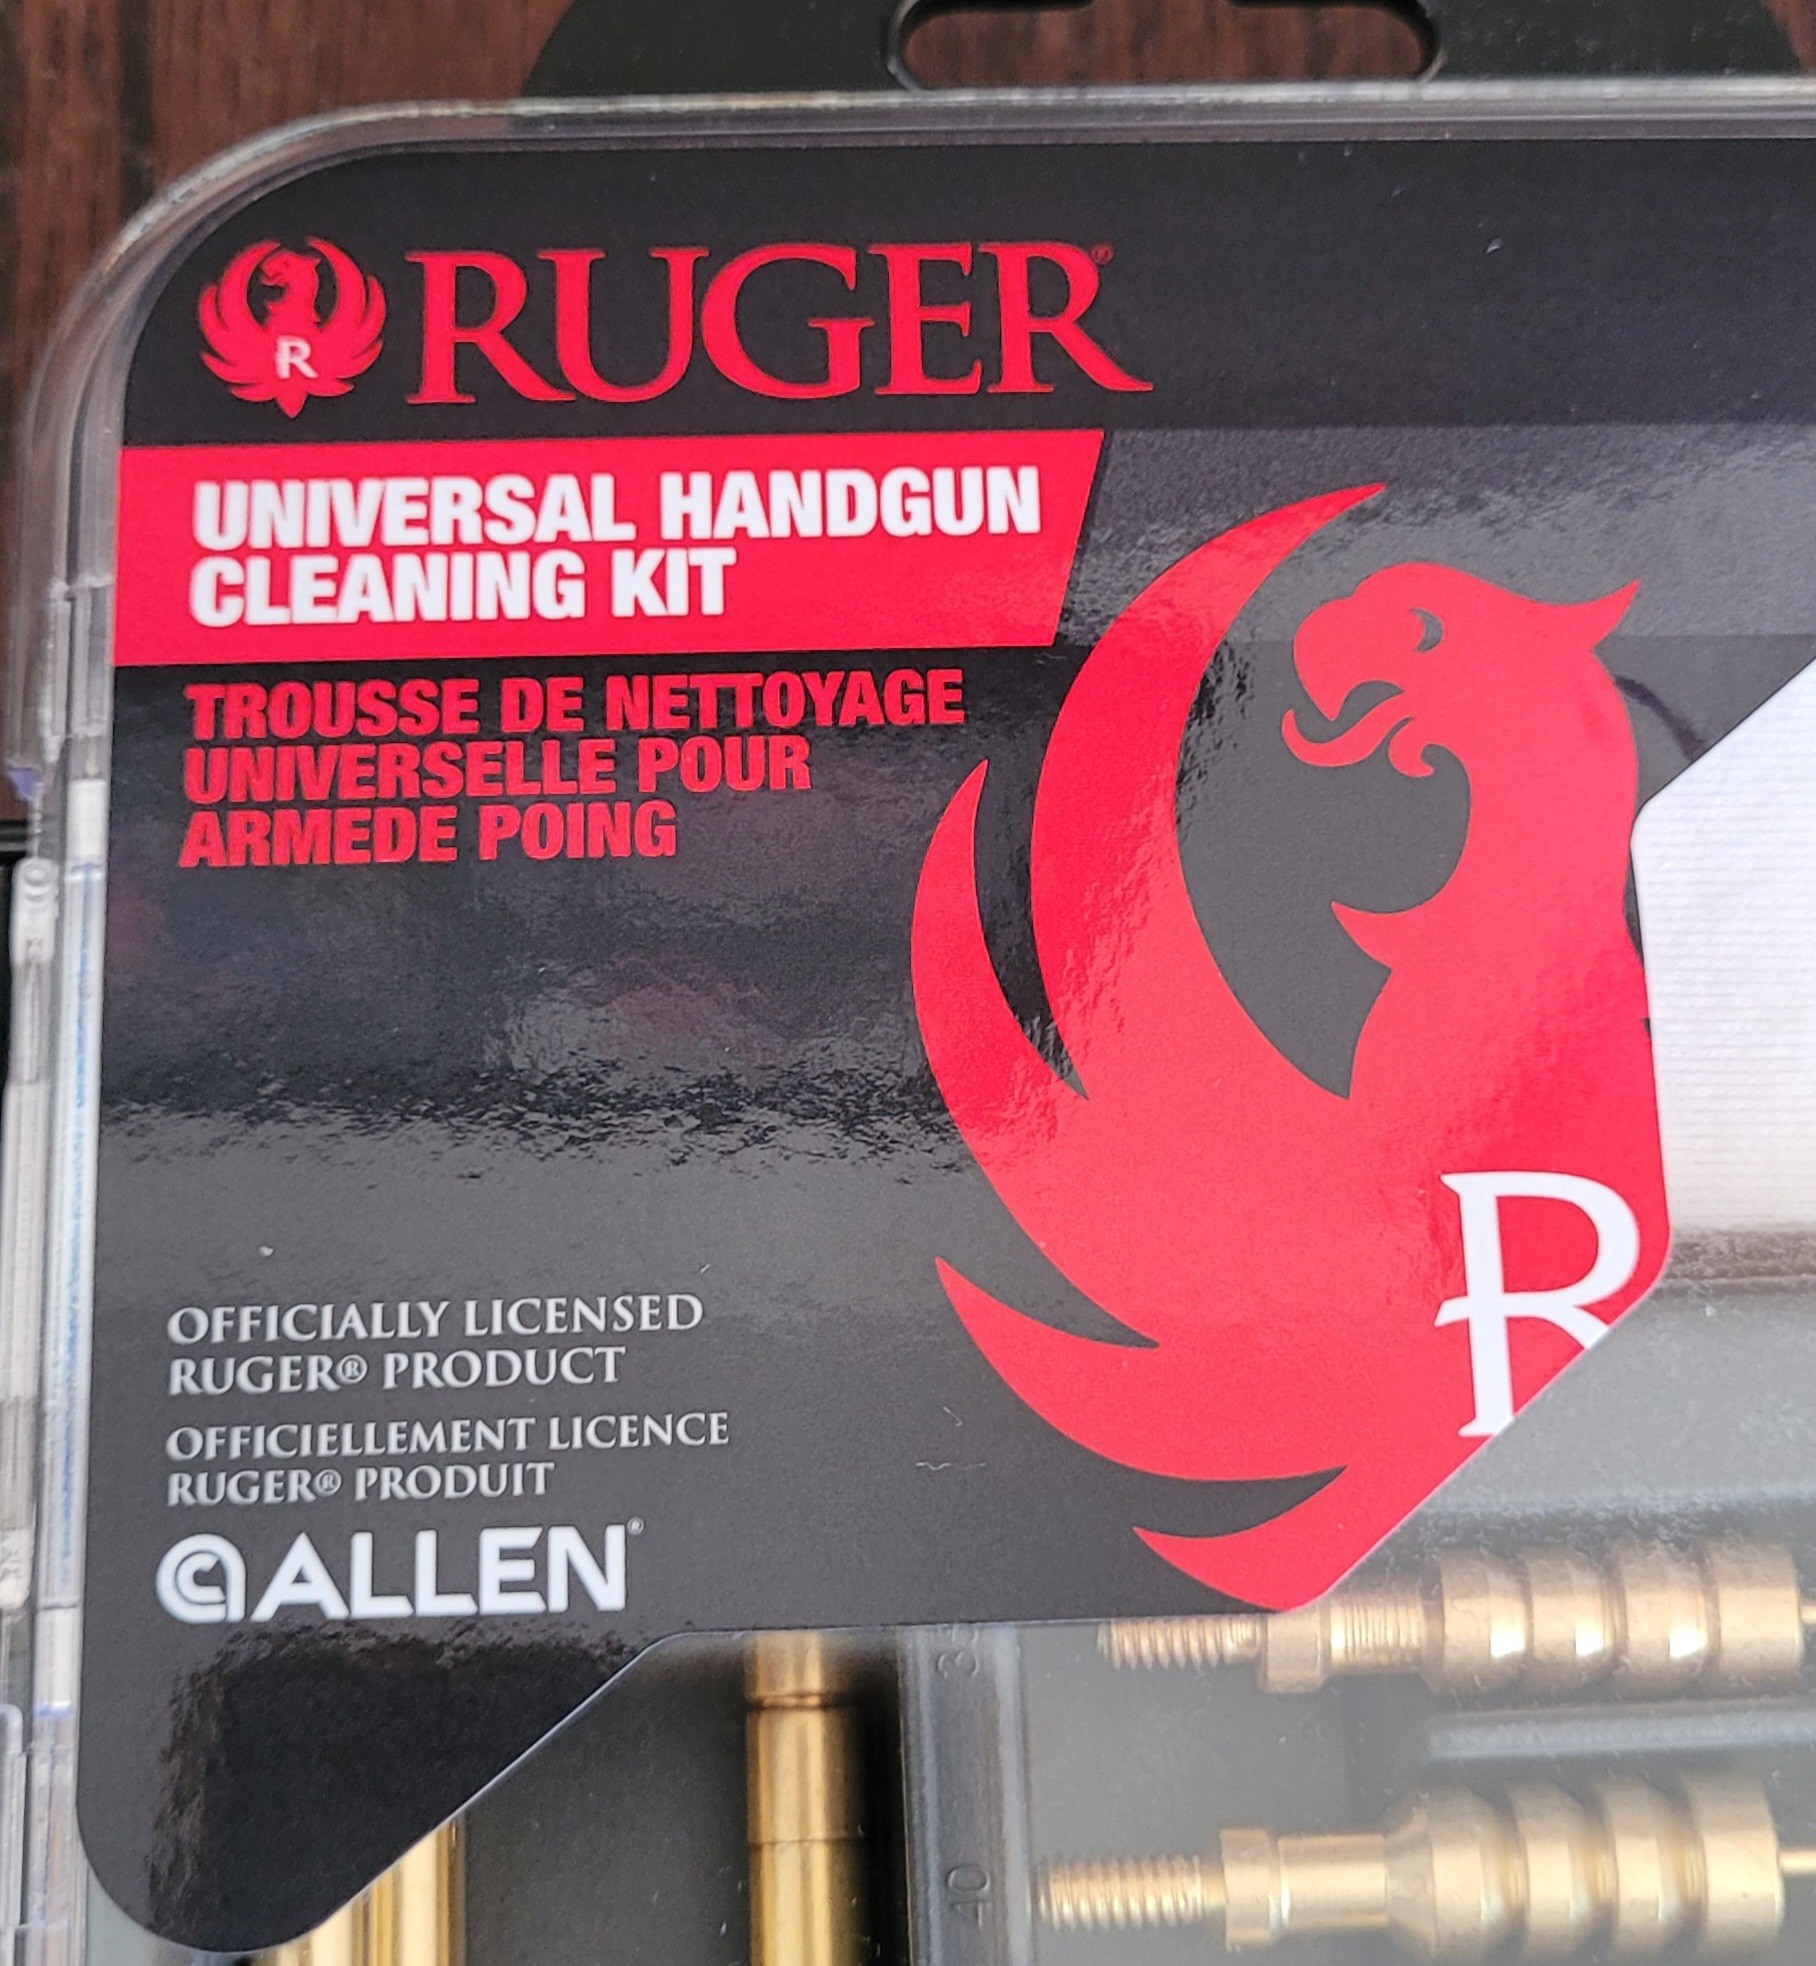 R RUGER®
UNIVERSAL HANDGUN
CLEANING KIT
TROUSSE DE NETTOYAGE
UNIVERSELLE POUR
ARMEDE POING
R
OFFICIALLY LICENSED
RUGER® PRODUCT
OFFICIELLEMENT LICENCE
RUGER® PRODUIT
ALLEN®
40